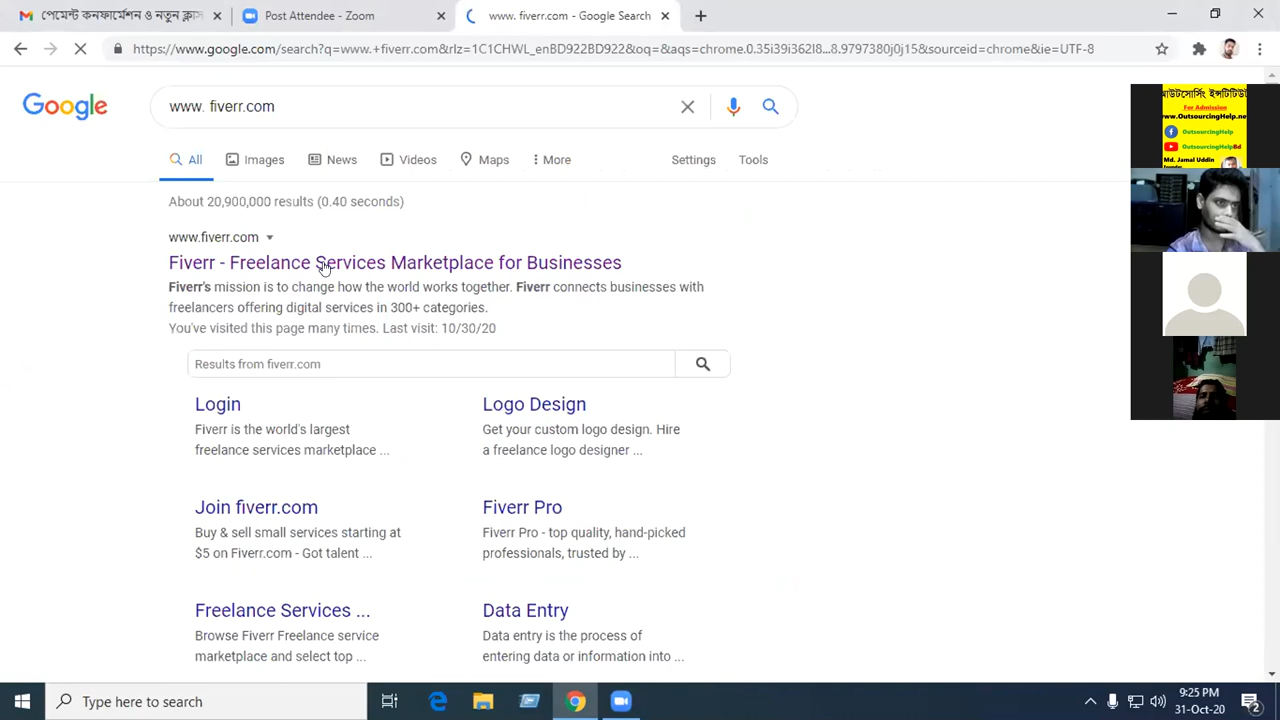 পেমেন্ট কনফার্মেশন ও নতুন ক্লাস
Post Attendee - Zoom
www. fiverr.com - Google Search
https://www.google.com/search?q=www.+fiverr.com&rlz=1C1CHWL_enBD922BD922&oq=&aqs=chrome.0.35i39i362l8...8.9797380j0j15&sourceid=chrome&ie=UTF-8
Google
www. fiverr.com
All
Images
News
Videos
Maps
More
Settings
Tools
About 20,900,000 results (0.40 seconds)
www.fiverr.com
Fiverr - Freelance Services Marketplace for Businesses
Fiverr's mission is to change how the world works together. Fiverr connects businesses with
freelancers offering digital services in 300+ categories.
You've visited this page many times. Last visit: 10/30/20
Results from fiverr.com
Login
Fiverr is the world's largest
freelance services marketplace ...
Logo Design
Get your custom logo design. Hire
a freelance logo designer ...
Join fiverr.com
Buy & sell small services starting at
$5 on Fiverr.com - Got talent ...
Fiverr Pro
Fiverr Pro - top quality, hand-picked
professionals, trusted by ...
Freelance Services ...
Browse Fiverr Freelance service
marketplace and select top ...
Data Entry
Data entry is the process of
entering data or information into ...
For Admission
www.OutsourcingHelp.ne
OutsourcingHelp
OutsourcingHelpBd
Md. Jamal Uddin
Type here to search
9:25 PM
31-Oct-20
2